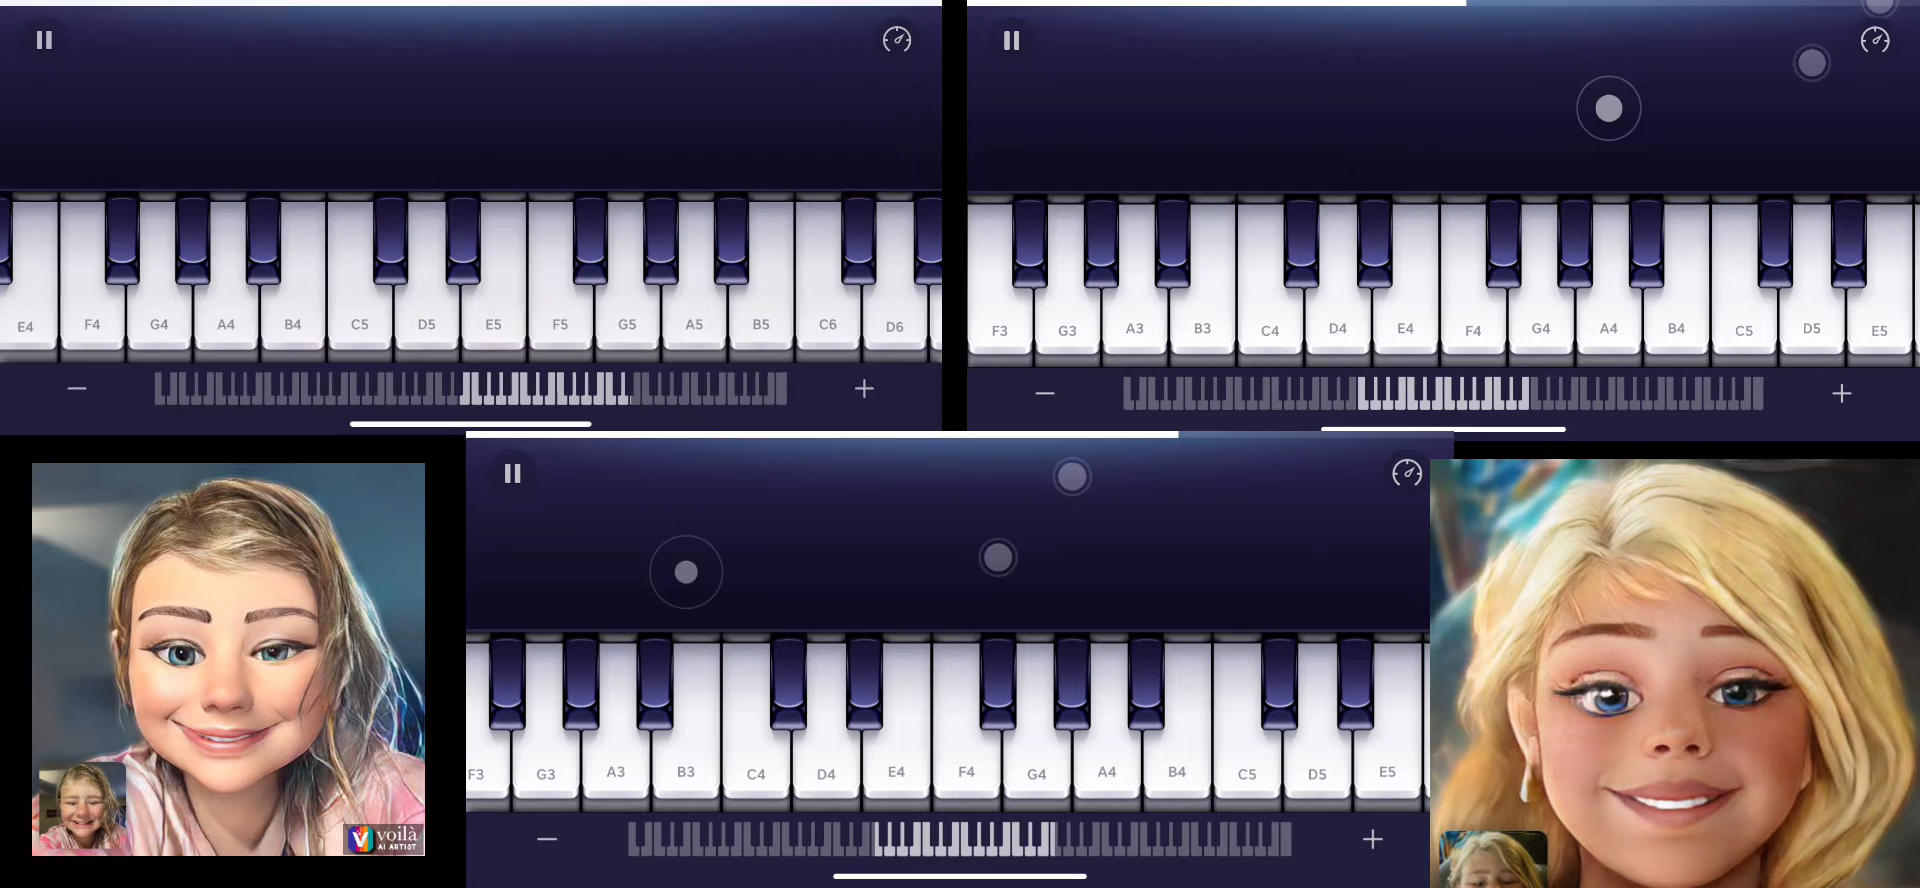 E4 F4 G4 A4 B4 C5 D5 E5 F5 G5 A5 B5 C6 D6
F3 G3 A3 B3 C4 D4 E4 F4 G4 A4 B4 C5 D5 E5
F3 G3 A3 B3 C4 D4 E4 F4 G4 A4 B4 C5 D5 E5
voilà
AI ARTIST